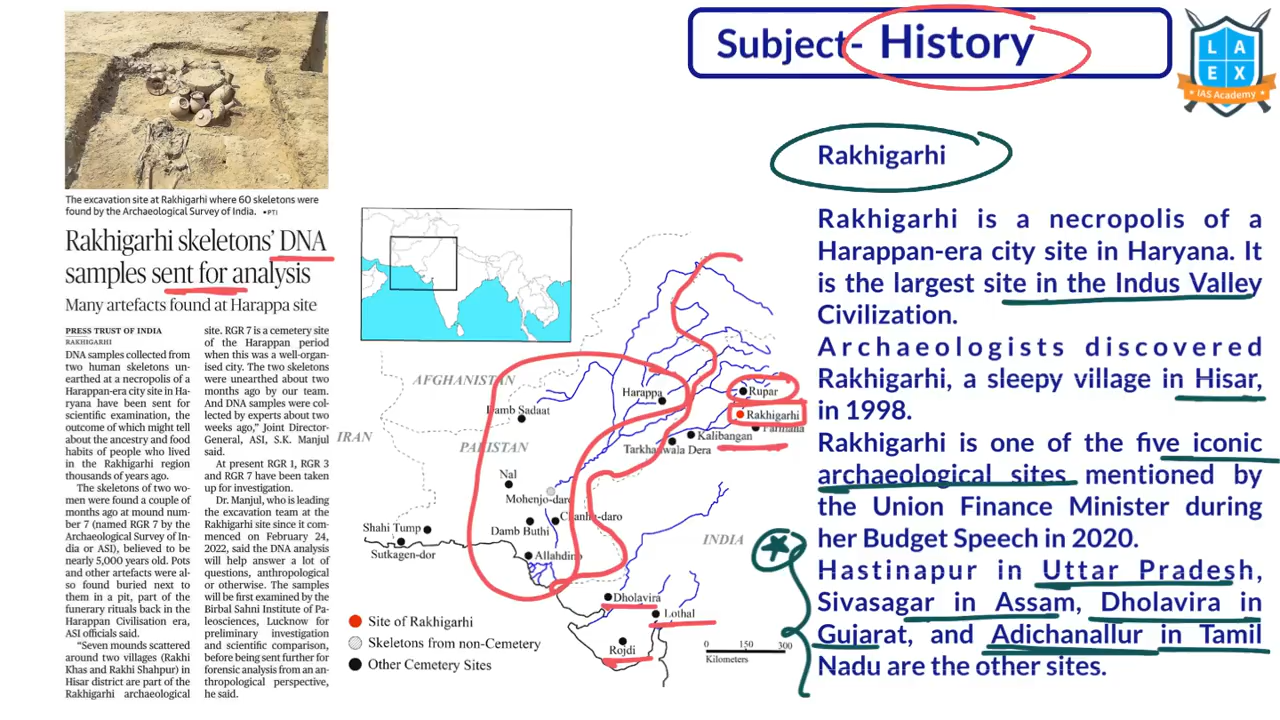 Subject- History
L A
E X
IAS Academy
The excavation site at Rakhigarhi where 60 skeletons were
found by the Archaeological Survey of India. •PTI
Rakhigarhi skeletons' DNA
samples sent for analysis
Many artefacts found at Harappa site
PRESS TRUST OF INDIA
RAKHIGARHI
DNA samples collected from
two human skeletons un-
earthed at a necropolis of a
Harappan-era city site in Ha-
ryana have been sent for
scientific examination, the
outcome of which might tell
about the ancestry and food
habits of people who lived
in the Rakhigarhi region
thousands of years ago.
The skeletons of two wo-
men were found a couple of
months ago at mound num-
ber 7 (named RGR 7 by the
Archaeological Survey of In-
dia or ASI), believed to be
nearly 5,000 years old. Pots
and other artefacts were al-
so found buried next to
them in a pit, part of the
funerary rituals back in the
Harappan Civilisation era,
ASI officials said.
"Seven mounds scattered
around two villages (Rakhi
Khas and Rakhi Shahpur) in
Hisar district are part of the
Rakhigarhi archaeological
site. RGR 7 is a cemetery site
of the Harappan period
when this was a well-organ-
ised city. The two skeletons
were unearthed about two
months ago by our team.
And DNA samples were col-
lected by experts about two
weeks ago," Joint Director-
General, ASI, S.K. Manjul
said.
At present RGR 1, RGR 3
and RGR 7 have been taken
up for investigation.
Dr. Manjul, who is leading
the excavation team at the
Rakhigarhi site since it com-
menced on February 24,
2022, said the DNA analysis
will help answer a lot of
questions, anthropological
or otherwise. The samples
will be first examined by the
Birbal Sahni Institute of Pa-
leosciences, Lucknow for
preliminary investigation
and scientific comparison,
before being sent further for
forensic analysis from an an-
thropological perspective,
he said.
AFGHANISTAN
IRAN
PAKISTAN
INDIA
Harappa
Rupar
Rakhigarhi
Farmana
Kalibangan
Tarkhanwala Dera
Damb Sadaat
Nal
Mohenjo-daro
Chanhu-daro
Damb Buthi
Shahi Tump
Sutkagen-dor
Allahdino
Dholavira
Lothal
Rojdi
0 150 300
Kilometers
Site of Rakhigarhi
Skeletons from non-Cemetery
Other Cemetery Sites
Rakhigarhi
Rakhigarhi is a necropolis of a
Harappan-era city site in Haryana. It
is the largest site in the Indus Valley
Civilization.
Archaeologists discovered
Rakhigarhi, a sleepy village in Hisar,
in 1998.
Rakhigarhi is one of the five iconic
archaeological sites mentioned by
the Union Finance Minister during
her Budget Speech in 2020.
Hastinapur in Uttar Pradesh,
Sivasagar in Assam, Dholavira in
Gujarat, and Adichanallur in Tamil
Nadu are the other sites.